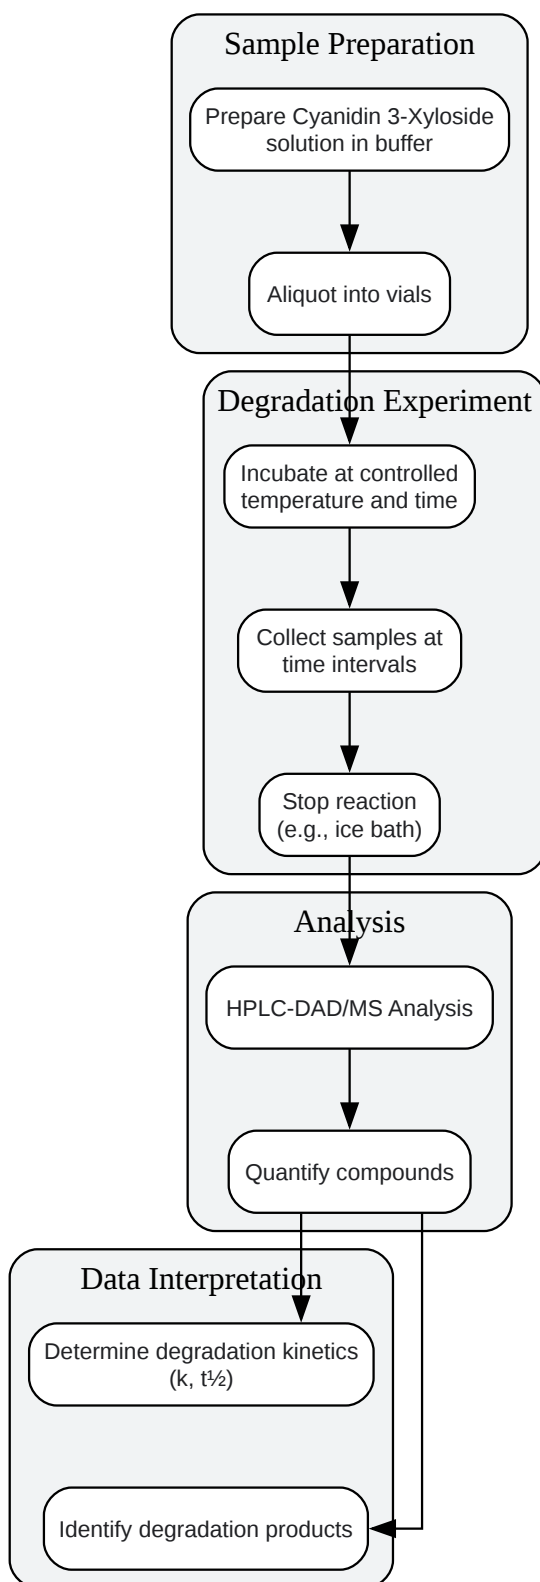 Sample Preparation
Prepare Cyanidin 3-Xyloside
solution in buffer
Aliquot into vials
Degradation Experiment
Incubate at controlled
temperature and time
Collect samples at
time intervals
Stop reaction
(e.g., ice bath)
Analysis
HPLC-DAD/MS Analysis
Quantify compounds
Data Interpretation
Determine degradation kinetics
(k, t½)
Identify degradation products